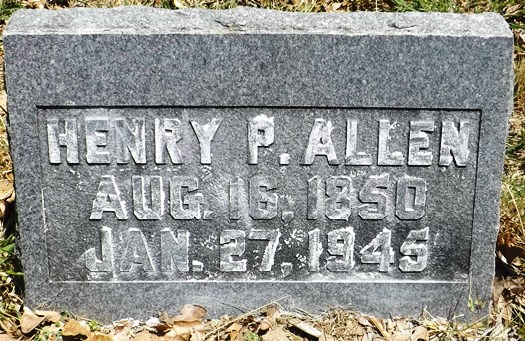 HENRY P. ALLEN
AUG. 16. 1850
JAN. 27, 1945